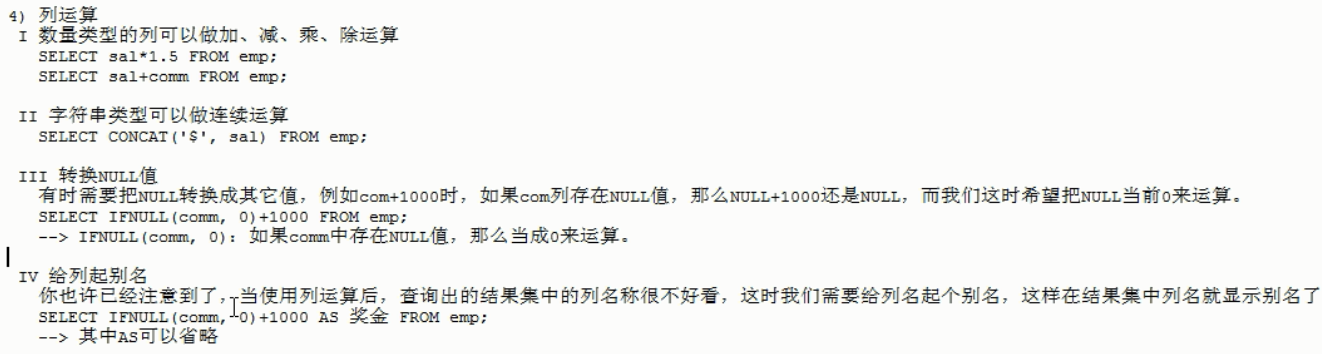 4) 列运算
I 数量类型的列可以做加、减、乘、除运算
SELECT sal*1.5 FROM emp;
SELECT sal+comm FROM emp;
II 字符串类型可以做连续运算
SELECT CONCAT('$', sal) FROM emp;
III 转换NULL值
有时需要把NULL转换成其它值，例如com+1000时，如果com列存在NULL值，那么NULL+1000还是NULL，而我们这时希望把NULL当前0来运算。
SELECT IFNULL(comm, 0)+1000 FROM emp;
--> IFNULL(comm, 0)：如果comm中存在NULL值，那么当成0来运算。
IV 给列起别名
你也许已经注意到了，当使用列运算后，查询出的结果集中的列名称很不好看，这时我们需要给列名起个别名，这样在结果集中列名就显示别名了
SELECT IFNULL(comm, 0)+1000 AS 奖金 FROM emp;
--> 其中AS可以省略